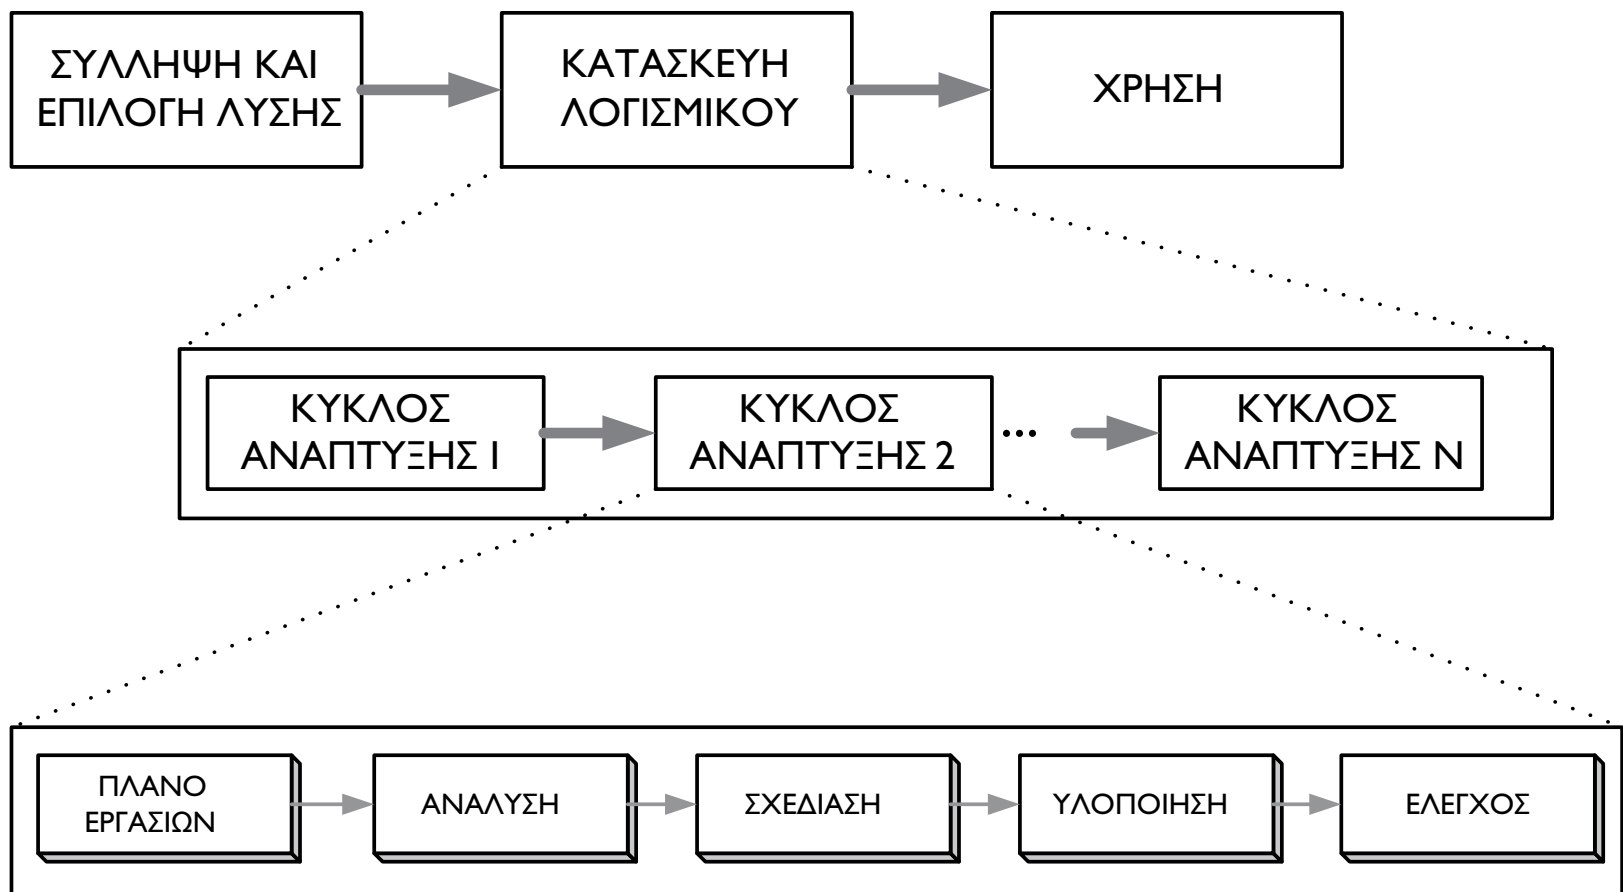 ΣΥΛΛΗΨΗ ΚΑΙ
ΕΠΙΛΟΓΗ ΛΥΣΗΣ
ΚΑΤΑΣΚΕΥΗ
ΛΟΓΙΣΜΙΚΟΥ
ΧΡΗΣΗ
ΚΥΚΛΟΣ
ΑΝΑΠΤΥΞΗΣ 1
ΚΥΚΛΟΣ
ΑΝΑΠΤΥΞΗΣ 2
...
ΚΥΚΛΟΣ
ΑΝΑΠΤΥΞΗΣ Ν
ΠΛΑΝΟ
ΕΡΓΑΣΙΩΝ
ΑΝΑΛΥΣΗ
ΣΧΕΔΙΑΣΗ
ΥΛΟΠΟΙΗΣΗ
ΕΛΕΓΧΟΣ